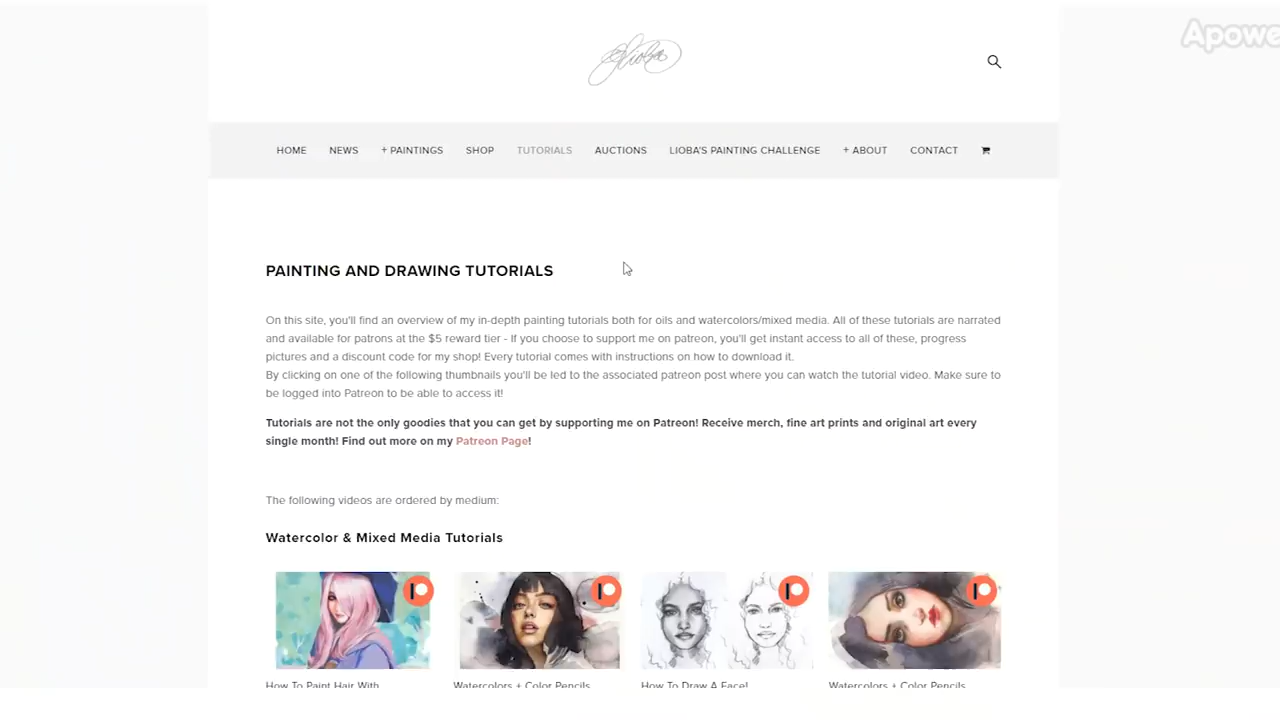 Lioba
Apowe
HOME NEWS + PAINTINGS SHOP TUTORIALS AUCTIONS LIOBA'S PAINTING CHALLENGE + ABOUT CONTACT
PAINTING AND DRAWING TUTORIALS
On this site, you'll find an overview of my in-depth painting tutorials both for oils and watercolors/mixed media. All of these tutorials are narrated
and available for patrons at the $5 reward tier - If you choose to support me on patreon, you'll get instant access to all of these, progress
pictures and a discount code for my shop! Every tutorial comes with instructions on how to download it.
By clicking on one of the following thumbnails you'll be led to the associated patreon post where you can watch the tutorial video. Make sure to
be logged into Patreon to be able to access it!
Tutorials are not the only goodies that you can get by supporting me on Patreon! Receive merch, fine art prints and original art every
single month! Find out more on my Patreon Page!
The following videos are ordered by medium:
Watercolor & Mixed Media Tutorials
How To Paint Hair With Watercolors + Color Pencils How To Draw A Face! Watercolors + Color Pencils